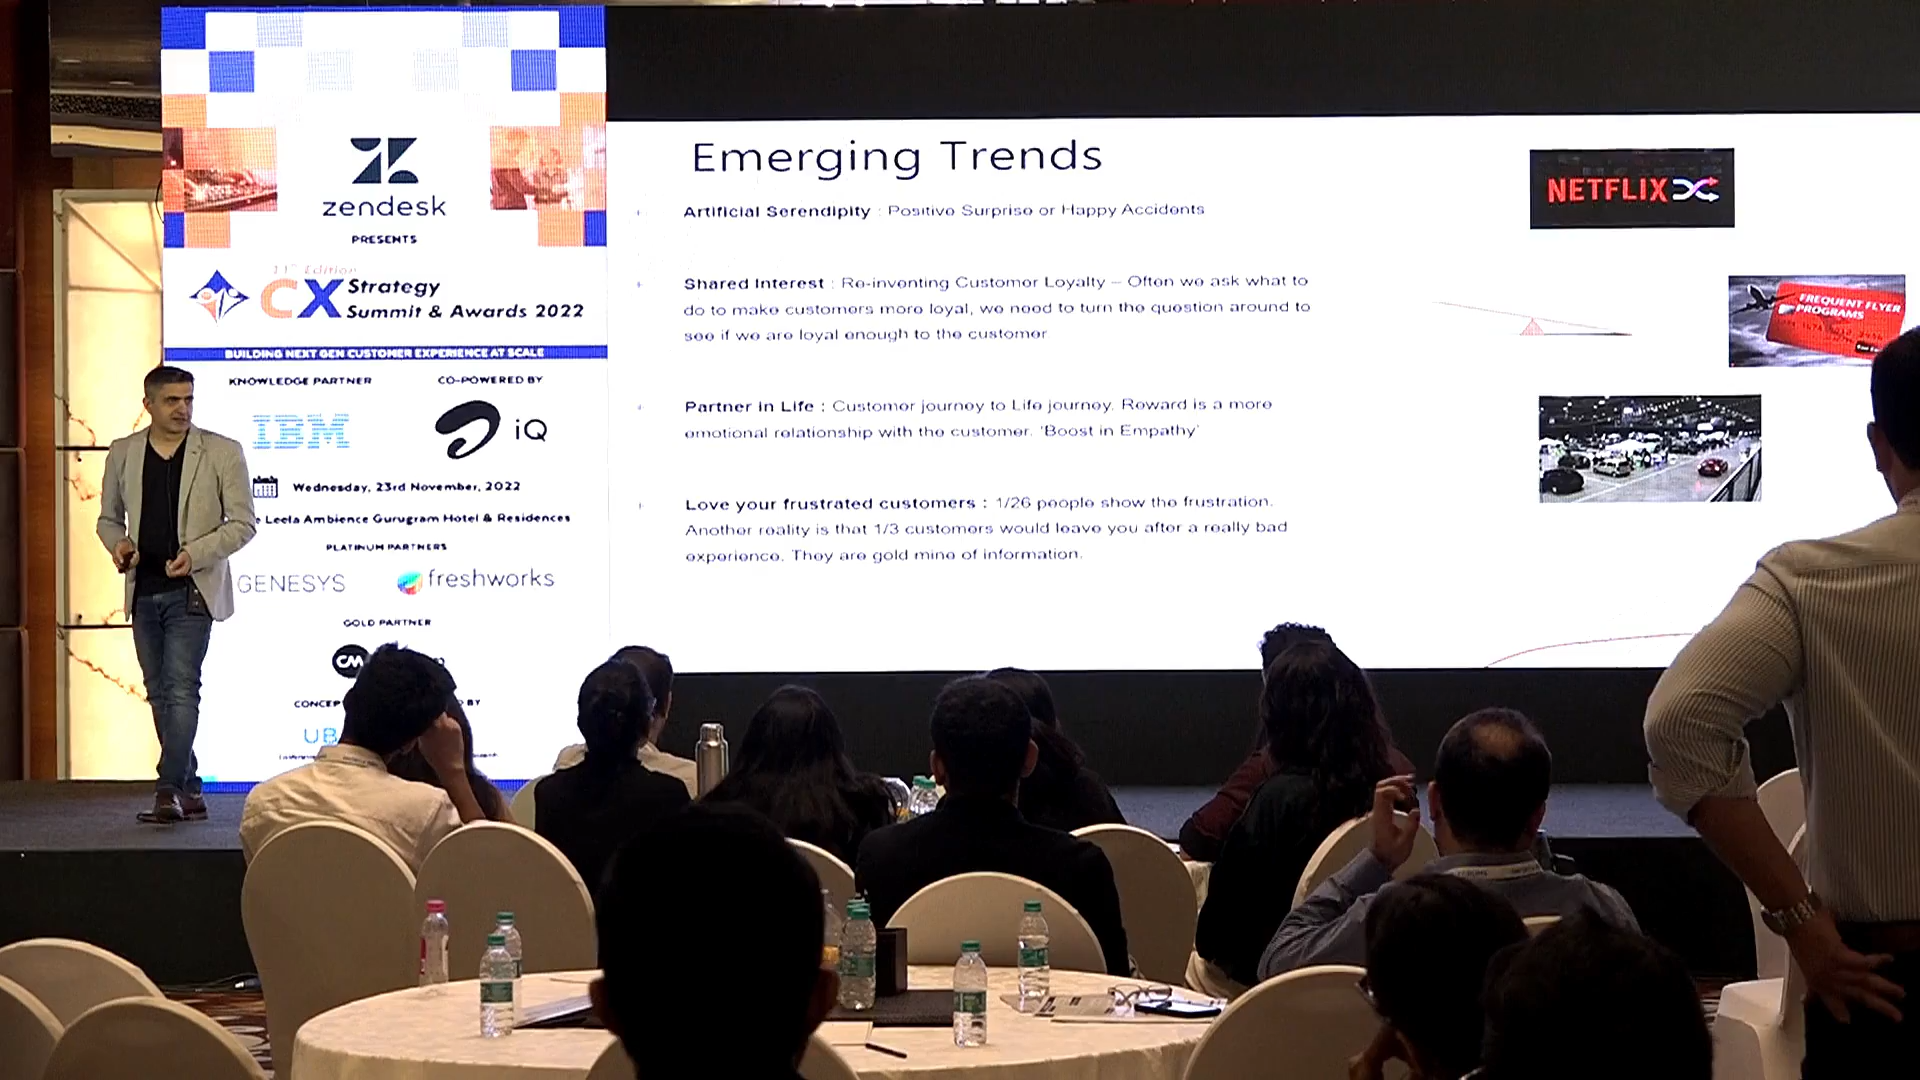 zendesk
PRESENTS
11th Edition
CX Strategy
Summit & Awards 2022
BUILDING NEXT GEN CUSTOMER EXPERIENCE AT SCALE
KNOWLEDGE PARTNER
CO-POWERED BY
IBM
iQ
Wednesday, 23rd November, 2022
Leela Ambience Gurugram Hotel & Residences
PLATINUM PARTNERS
GENESYS
freshworks
GOLD PARTNER
CM
BY
UB
Emerging Trends
Artificial Serendipity : Positive Surprise or Happy Accidents
Shared Interest : Re-inventing Customer Loyalty – Often we ask what to
do to make customers more loyal, we need to turn the question around to
see if we are loyal enough to the customer.
Partner in Life : Customer journey to Life journey. Reward is a more
emotional relationship with the customer. 'Boost in Empathy'
Love your frustrated customers : 1/26 people show the frustration.
Another reality is that 1/3 customers would leave you after a really bad
experience. They are gold mine of information.
NETFLIX
FREQUENT FLYER
PROGRAMS